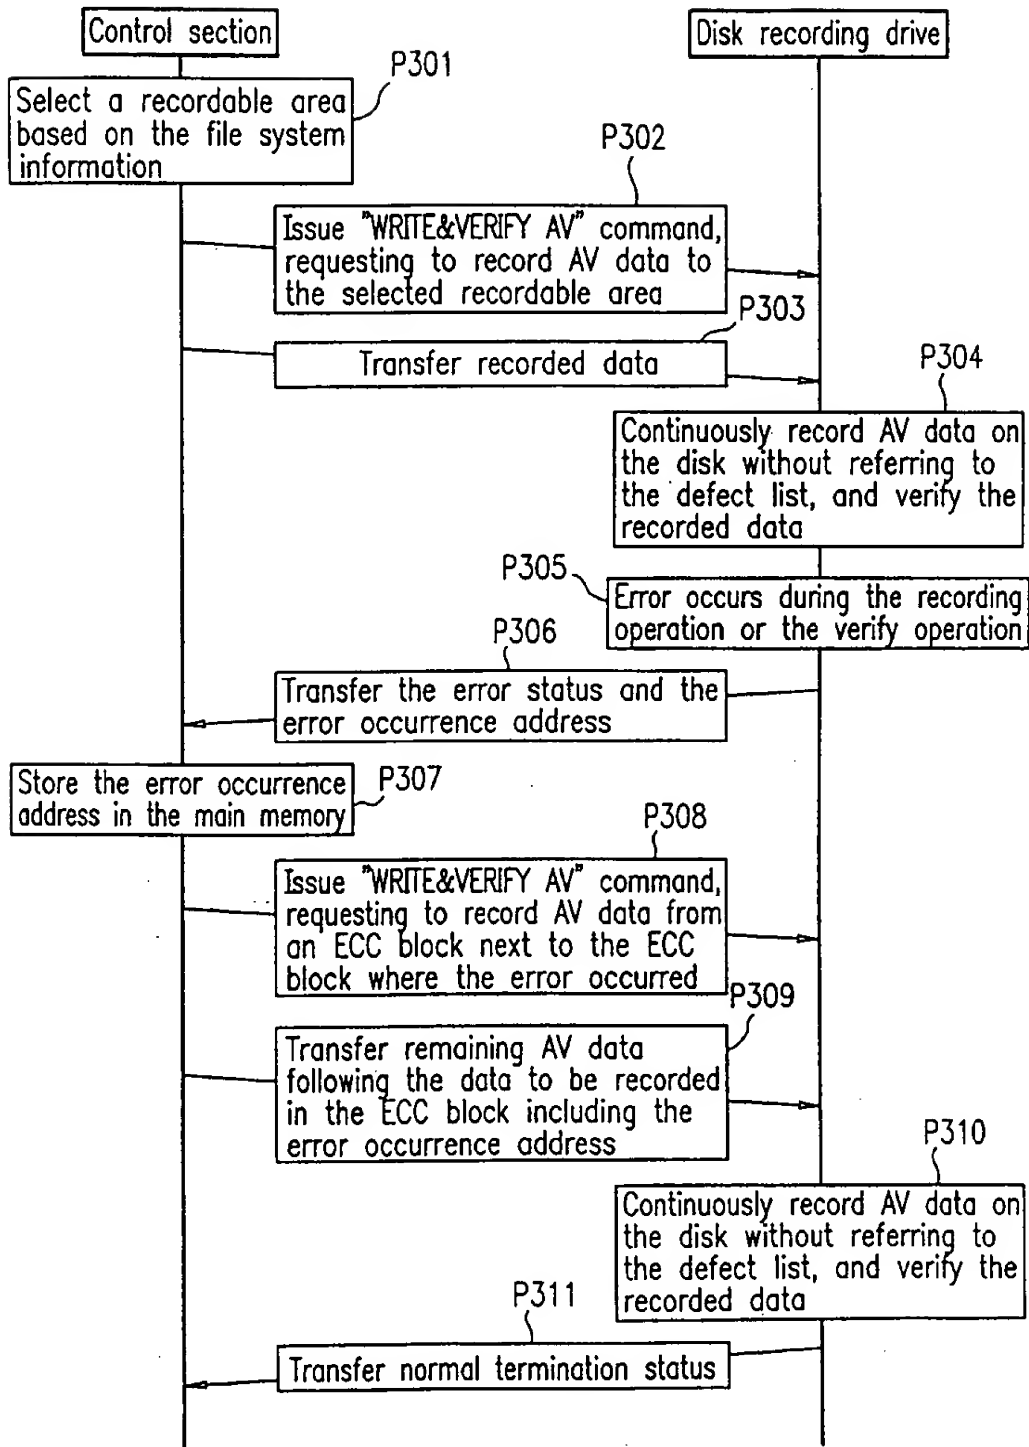 Control section
Disk recording drive
P301
Select a recordable area
based on the file system
information
P302
Issue "WRITE&VERIFY AV" command,
requesting to record AV data to
the selected recordable area
P303
Transfer recorded data
P304
Continuously record AV data on
the disk without referring to
the defect list, and verify the
recorded data
P305
Error occurs during the recording
operation or the verify operation
P306
Transfer the error status and the
error occurrence address
P307
Store the error occurrence
address in the main memory
P308
Issue "WRITE&VERIFY AV" command,
requesting to record AV data from
an ECC block next to the ECC
block where the error occurred
P309
Transfer remaining AV data
following the data to be recorded
in the ECC block including the
error occurrence address
P310
Continuously record AV data on
the disk without referring to
the defect list, and verify the
recorded data
P311
Transfer normal termination status